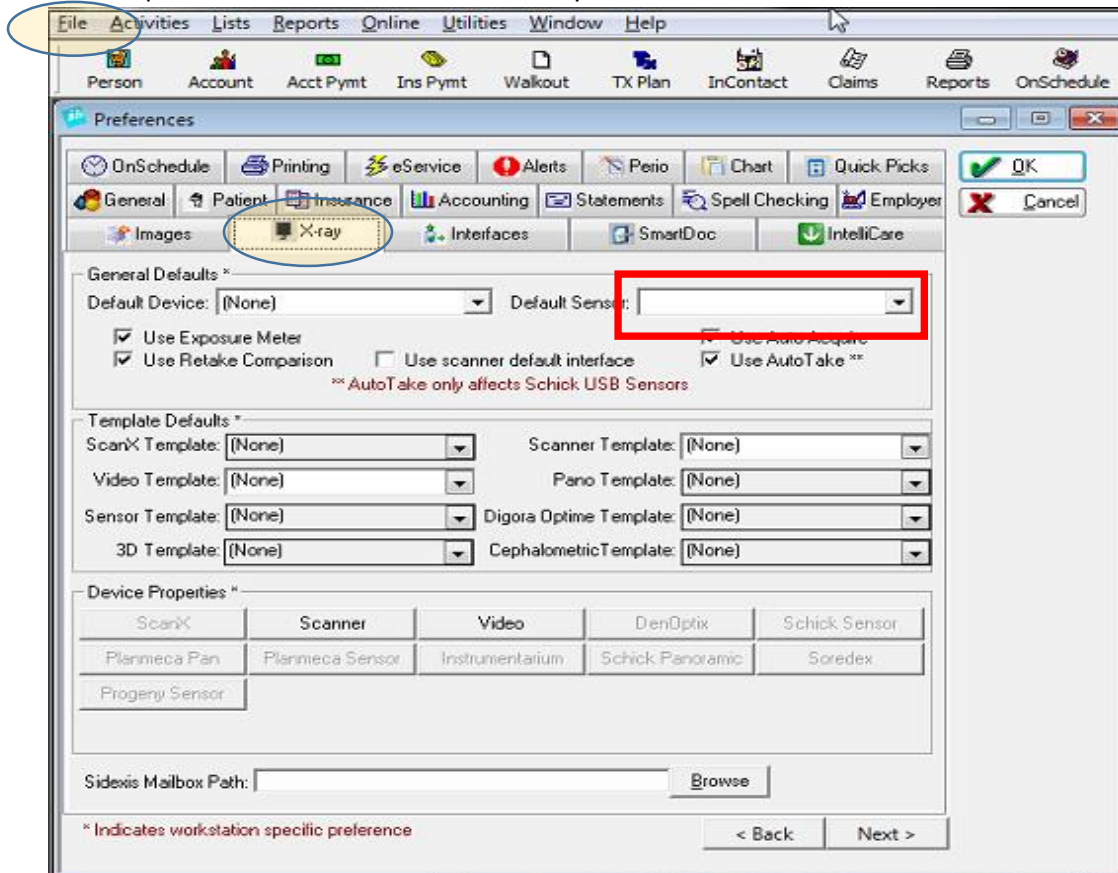 File Activities Lists Reports Online Utilities Window Help
Person Account Acct Pymt Ins Pymt Walkout TX Plan InContact Claims Reports OnSchedule
Preferences
OnSchedule Printing eService Alerts Perio Chart Quick Picks OK
General Patient Insurance Accounting Statements Spell Checking Employer Cancel
Images X-ray Interfaces SmartDoc IntelliCare
General Defaults *
Default Device: (None) Default Sensor:
Use Exposure Meter Use Auto Acquire
Use Retake Comparison Use scanner default interface Use AutoTake **
** AutoTake only affects Schick USB Sensors
Template Defaults *
ScanX Template: (None) Scanner Template: (None)
Video Template: (None) Pano Template: (None)
Sensor Template: (None) Digora Optime Template: (None)
3D Template: (None) CephalometricTemplate: (None)
Device Properties *
ScanX Scanner Video DenOptix Schick Sensor
Planmeca Pan Planmeca Sensor Instrumentarium Schick Panoramic Soredex
Progeny Sensor
Sidexis Mailbox Path: Browse
* Indicates workstation specific preference < Back Next >